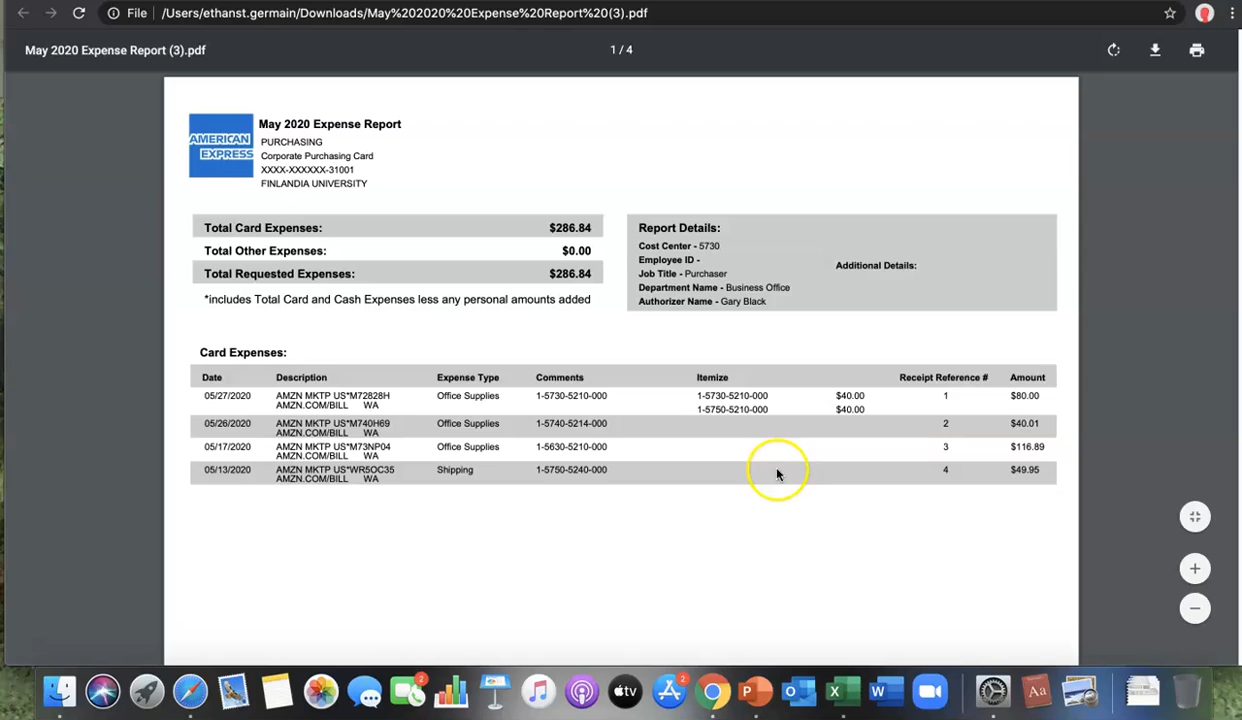 File /Users/ethanst.germain/Downloads/May%202020%20Expense%20Report%20(3).pdf
May 2020 Expense Report (3).pdf 1 / 4
AMERICAN EXPRESS
May 2020 Expense Report
PURCHASING
Corporate Purchasing Card
XXXX-XXXXXX-31001
FINLANDIA UNIVERSITY
Total Card Expenses: $286.84
Total Other Expenses: $0.00
Total Requested Expenses: $286.84
*includes Total Card and Cash Expenses less any personal amounts added
Report Details:
Cost Center - 5730
Employee ID -
Job Title - Purchaser
Department Name - Business Office
Authorizer Name - Gary Black
Additional Details:
Card Expenses:
Date Description Expense Type Comments Itemize Receipt Reference # Amount
05/27/2020 AMZN MKTP US*M72828H Office Supplies 1-5730-5210-000 1-5730-5210-000 $40.00 1 $80.00
AMZN.COM/BILL WA 1-5750-5210-000 $40.00
05/26/2020 AMZN MKTP US*M740H69 Office Supplies 1-5740-5214-000 2 $40.01
AMZN.COM/BILL WA
05/17/2020 AMZN MKTP US*M73NP04 Office Supplies 1-5630-5210-000 3 $116.89
AMZN.COM/BILL WA
05/13/2020 AMZN MKTP US*WR5OC35 Shipping 1-5750-5240-000 4 $49.95
AMZN.COM/BILL WA
2
tv
2
P
O
X
W
Aa